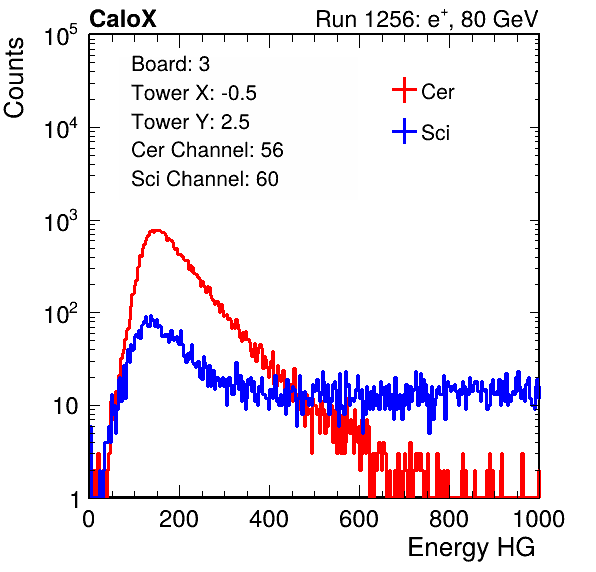 CaloX Run 1256: e⁺, 80 GeV
Counts
10⁵
10⁴
10³
10²
10
1
Board: 3
Tower X: -0.5
Tower Y: 2.5
Cer Channel: 56
Sci Channel: 60
Cer
Sci
0 200 400 600 800 1000
Energy HG